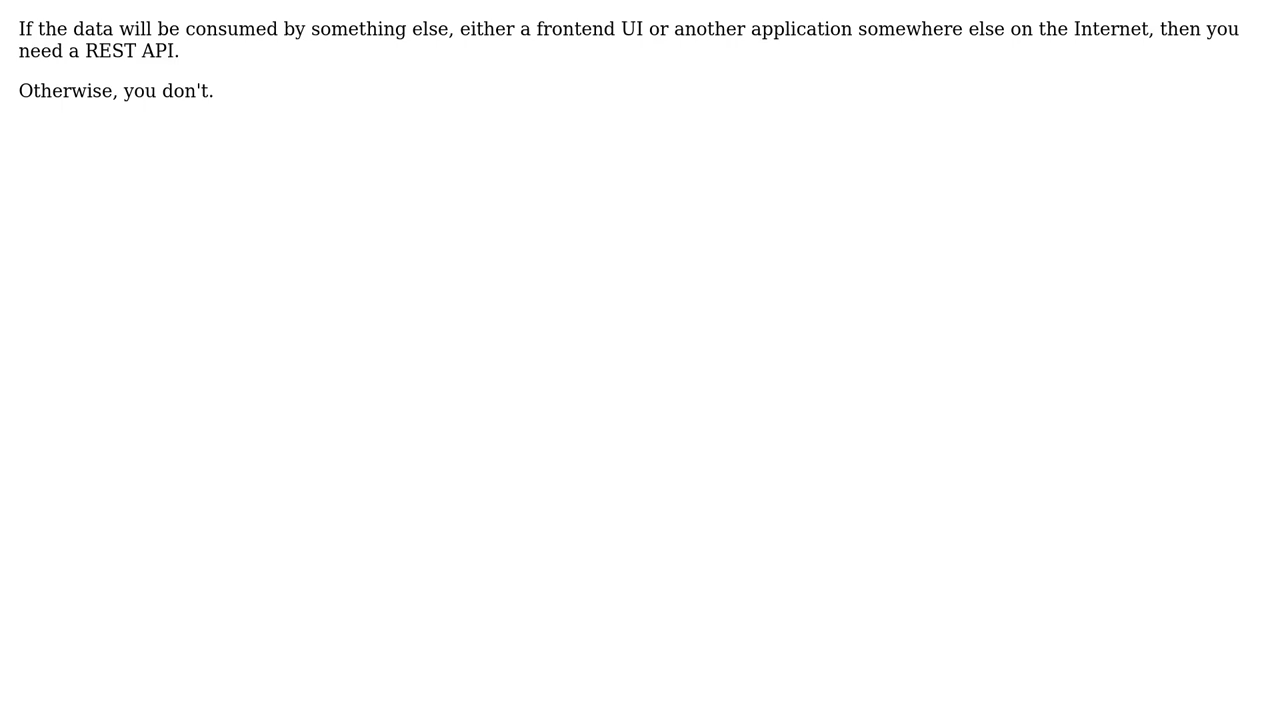 If the data will be consumed by something else, either a frontend UI or another application somewhere else on the Internet, then you
need a REST API.
Otherwise, you don't.